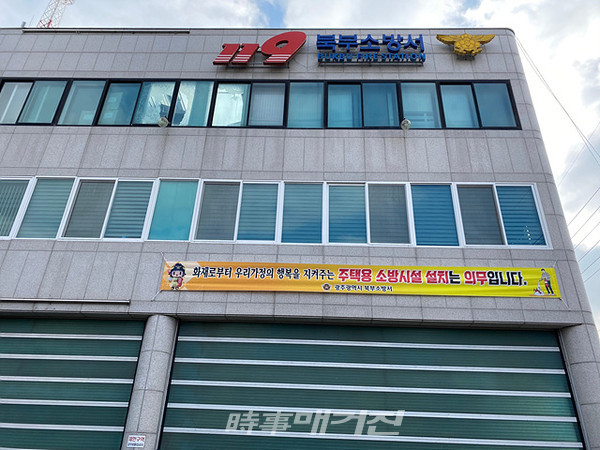 119 북부소방서
BUKBU FIRE STATION
화재로부터 우리가정의 행복을 지켜주는 주택용 소방시설 설치는 의무입니다.
광주광역시 북부소방서
時事매거진